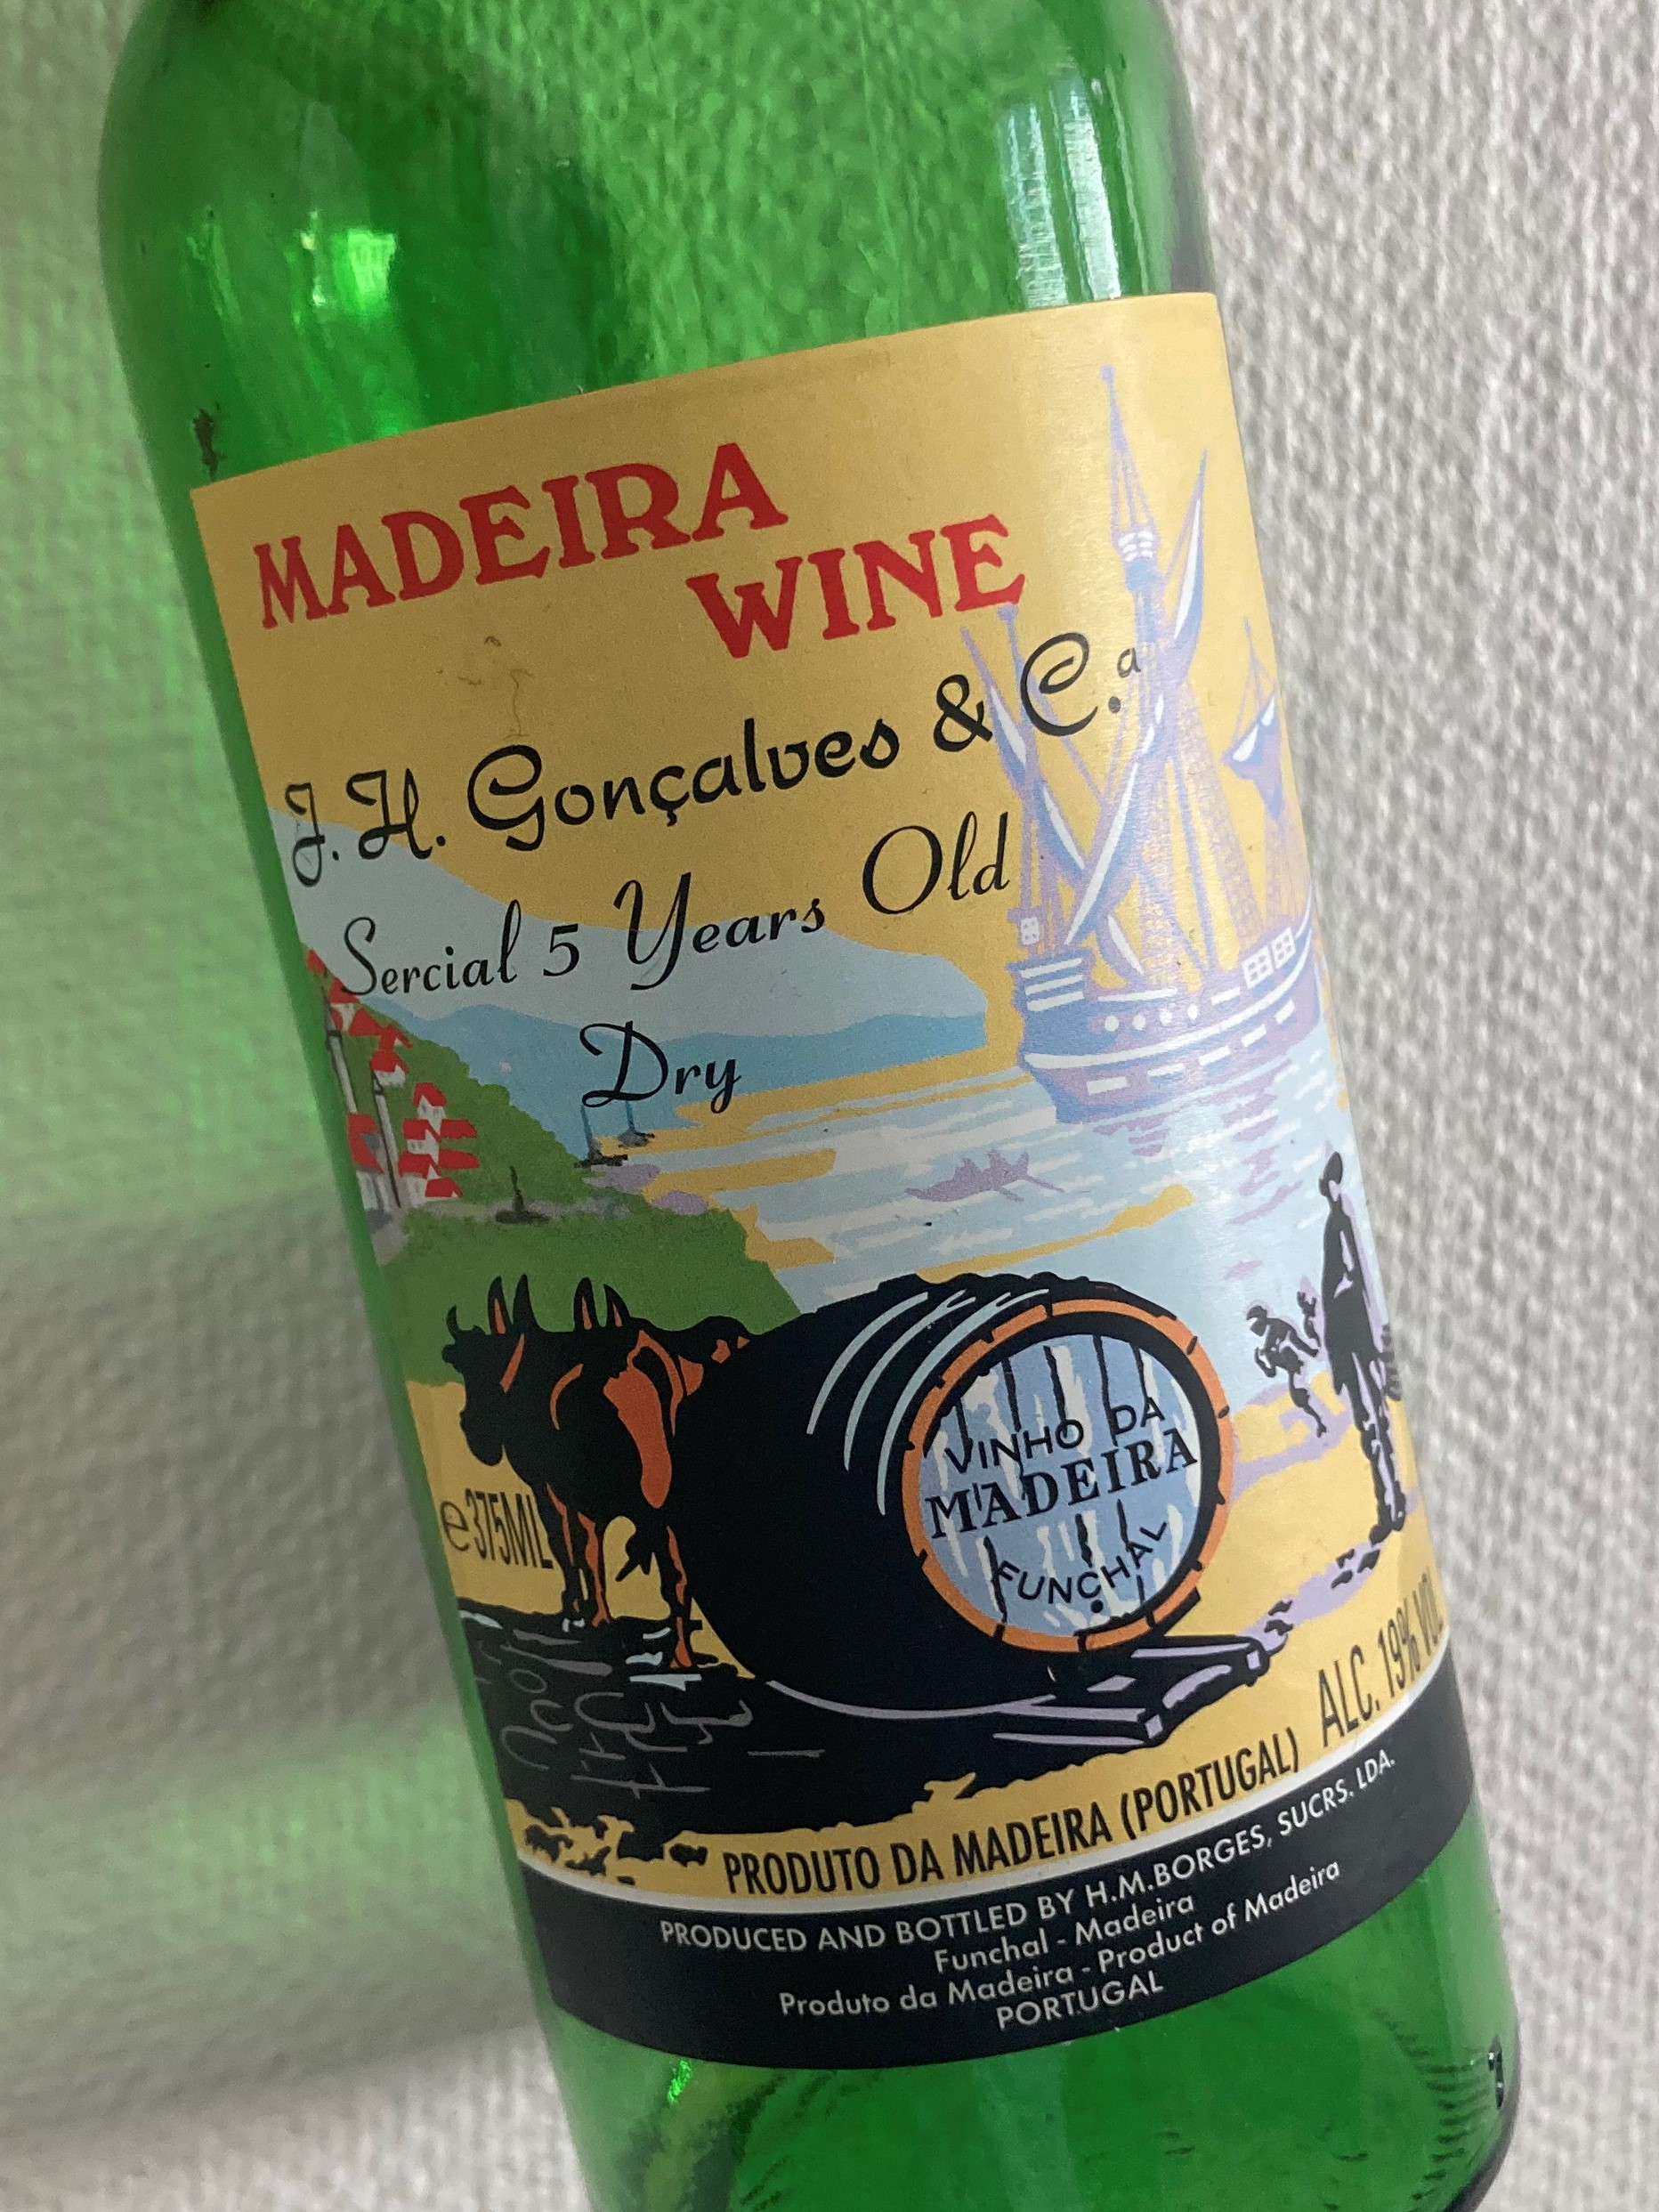 MADEIRA
WINE
J. H. Gonçalves & C.ª
Sercial 5 Years Old
Dry
VINHO DA
MADEIRA
FUNCHAL
e 375ML
ALC. 19% VOL.
PRODUTO DA MADEIRA (PORTUGAL)
PRODUCED AND BOTTLED BY H.M.BORGES, SUCRS. LDA.
Funchal - Madeira
Produto da Madeira - Product of Madeira
PORTUGAL